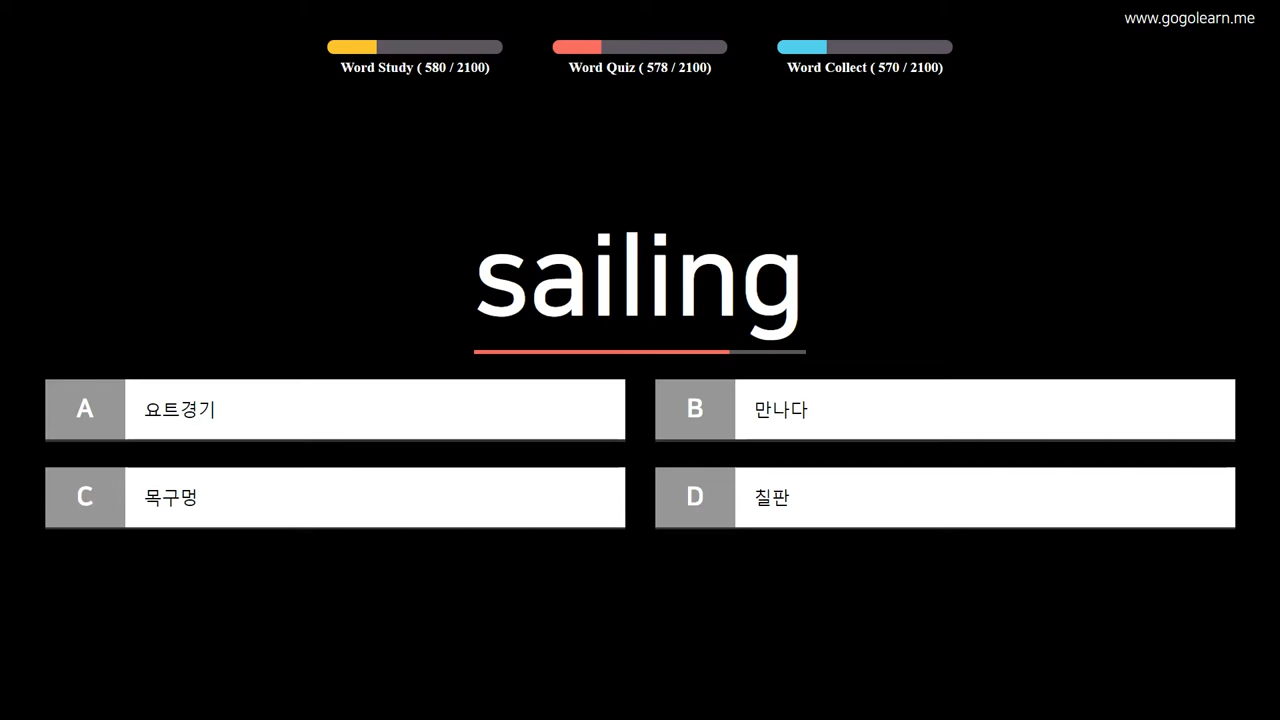 www.gogolearn.me
Word Study ( 580 / 2100)
Word Quiz ( 578 / 2100)
Word Collect ( 570 / 2100)
sailing
A 요트경기
B 만나다
C 목구멍
D 칠판